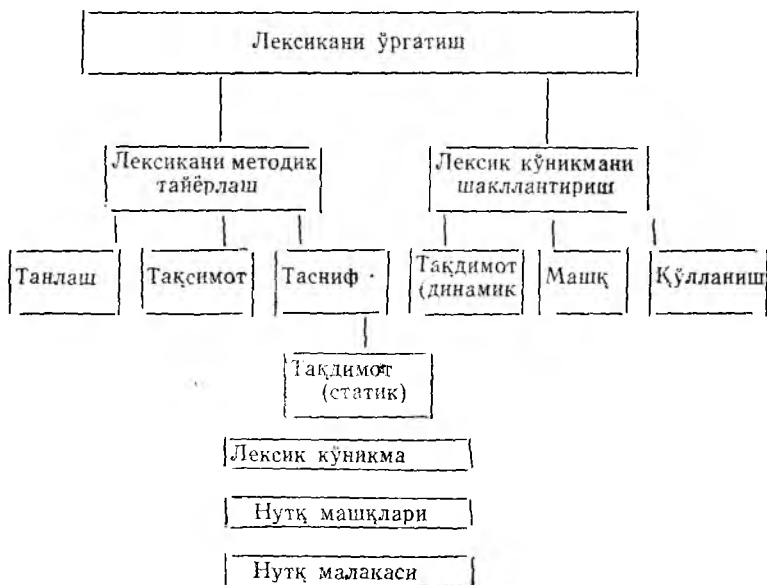 Лексикани ўргатиш
Лексикани методик
тайёрлаш
Лексик кўникмани
шакллантириш
Танлаш
Тақсимот
Тасниф
Тақдимот
(динамик
Машқ
Қўлланиш
Тақдимот
(статик)
Лексик кўникма
Нутқ машқлари
Нутқ малакаси